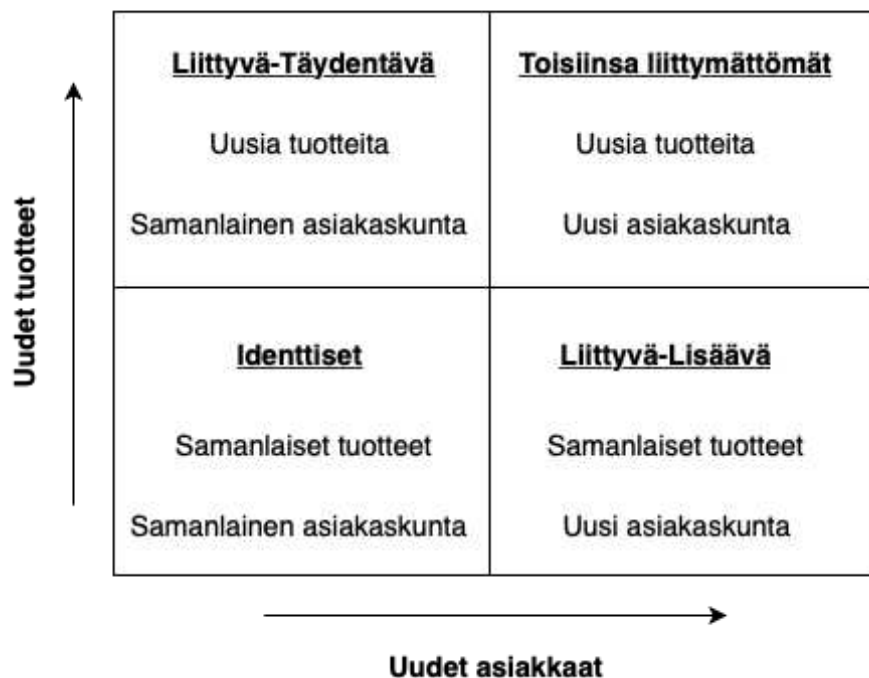 Liittyvä-Täydentävä
Uusia tuotteita
Samanlainen asiakaskunta
Toisiinsa liittymättömät
Uusia tuotteita
Uusi asiakaskunta
Uudet tuotteet
Identtiset
Samanlaiset tuotteet
Samanlainen asiakaskunta
Liittyvä-Lisäävä
Samanlaiset tuotteet
Uusi asiakaskunta
Uudet asiakkaat